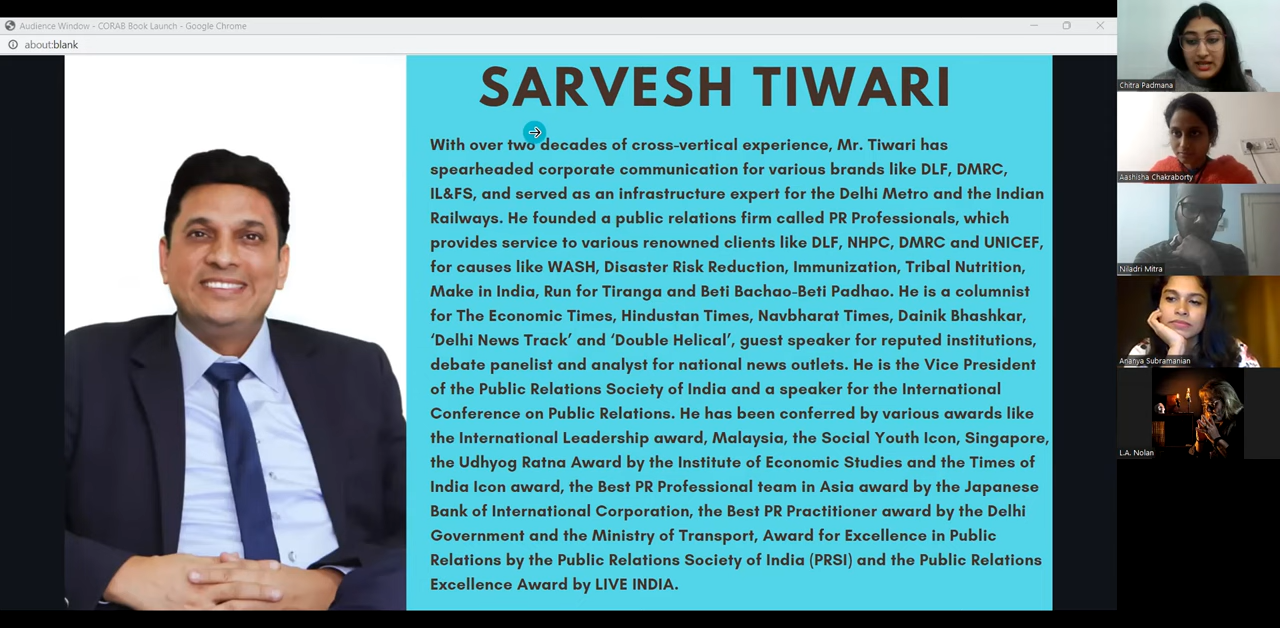 Audience Window - CORAB Book Launch - Google Chrome
about:blank
SARVESH TIWARI
With over two decades of cross-vertical experience, Mr. Tiwari has
spearheaded corporate communication for various brands like DLF, DMRC,
IL&FS, and served as an infrastructure expert for the Delhi Metro and the Indian
Railways. He founded a public relations firm called PR Professionals, which
provides service to various renowned clients like DLF, NHPC, DMRC and UNICEF,
for causes like WASH, Disaster Risk Reduction, Immunization, Tribal Nutrition,
Make in India, Run for Tiranga and Beti Bachao-Beti Padhao. He is a columnist
for The Economic Times, Hindustan Times, Navbharat Times, Dainik Bhashkar,
‘Delhi News Track’ and ‘Double Helical’, guest speaker for reputed institutions,
debate panelist and analyst for national news outlets. He is the Vice President
of the Public Relations Society of India and a speaker for the International
Conference on Public Relations. He has been conferred by various awards like
the International Leadership award, Malaysia, the Social Youth Icon, Singapore,
the Udhyog Ratna Award by the Institute of Economic Studies and the Times of
India Icon award, the Best PR Professional team in Asia award by the Japanese
Bank of International Corporation, the Best PR Practitioner award by the Delhi
Government and the Ministry of Transport, Award for Excellence in Public
Relations by the Public Relations Society of India (PRSI) and the Public Relations
Excellence Award by LIVE INDIA.
Chitra Padmana
Aashisha Chakraborty
Niladri Mitra
Ananya Subramanian
L.A. Nolan